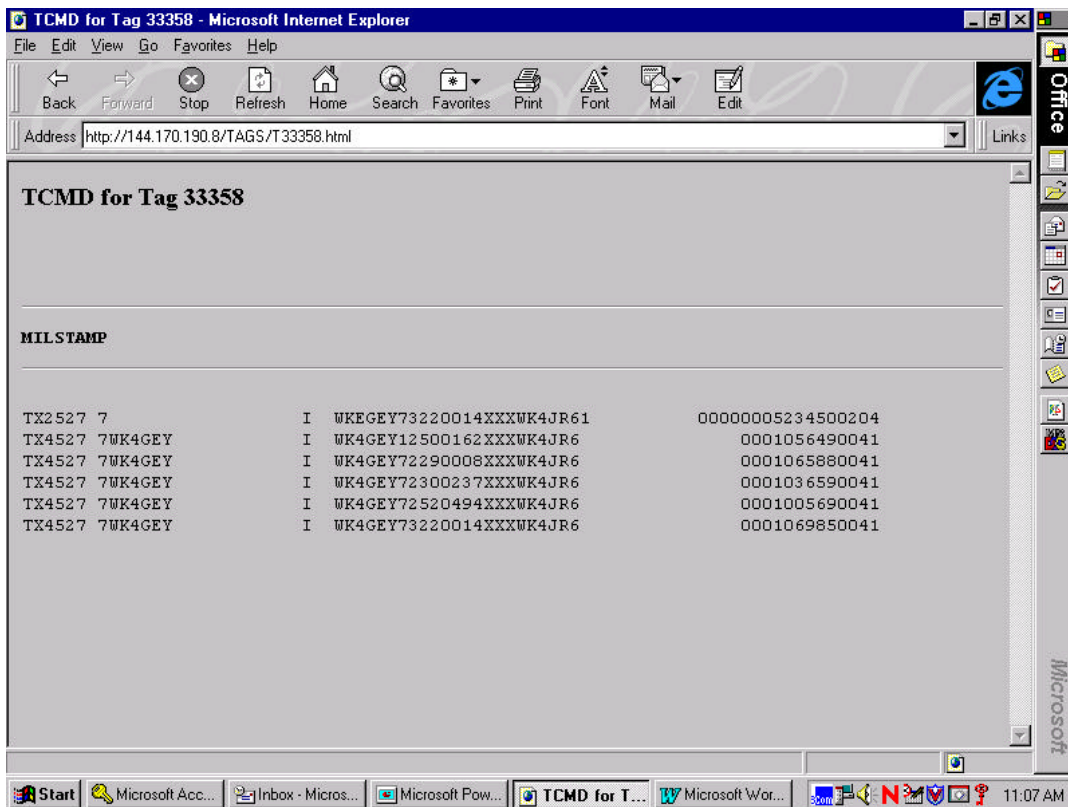 TCMD for Tag 33358 - Microsoft Internet Explorer
File Edit View Go Favorites Help
Back Forward Stop Refresh Home Search Favorites Print Font Mail Edit
Address http://144.170.190.8/TAGS/T33358.html Links
Office
TCMD for Tag 33358
MILSTAMP
TX2527 7 I WKEGEY73220014XXXWK4JR61 00000005234500204
TX4527 7WK4GEY I WK4GEY12500162XXXWK4JR6 0001056490041
TX4527 7WK4GEY I WK4GEY72290008XXXWK4JR6 0001065880041
TX4527 7WK4GEY I WK4GEY72300237XXXWK4JR6 0001036590041
TX4527 7WK4GEY I WK4GEY72520494XXXWK4JR6 0001005690041
TX4527 7WK4GEY I WK4GEY73220014XXXWK4JR6 0001069850041
Microsoft
Start Microsoft Acc... Inbox - Micros... Microsoft Pow... TCMD for T... Microsoft Wor... 3Com N 11:07 AM